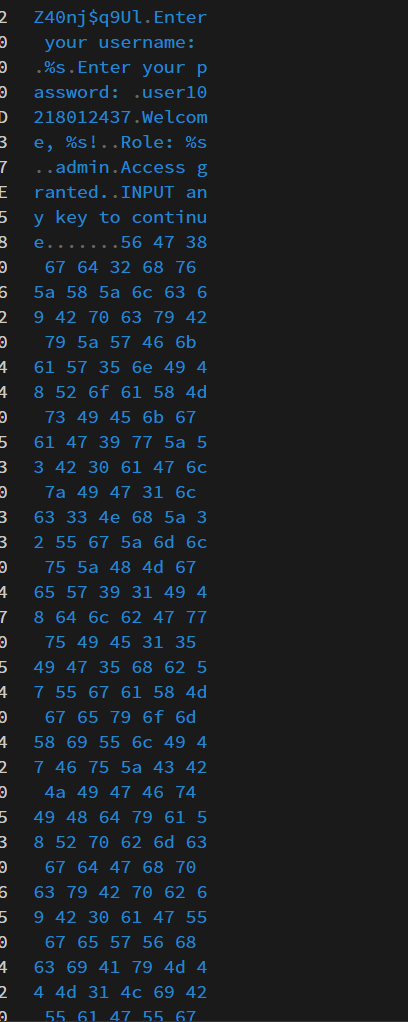 2 Z40nj$q9Ul.Enter
0  your username: 
0 .%s.Enter your p
0 assword: .user10
D 218012437.Welcom
3 e, %s!..Role: %s
7 ..admin.Access g
E ranted..INPUT an
5 y key to continu
8 e.......56 47 38
0  67 64 32 68 76 
6 5a 58 5a 6c 63 6
2 9 42 70 63 79 42
0  79 5a 57 46 6b 
4 61 57 35 6e 49 4
4 8 52 6f 61 58 4d
0  73 49 45 6b 67 
5 61 47 39 77 5a 5
3 3 42 30 61 47 6c
0  7a 49 47 31 6c 
3 63 33 4e 68 5a 3
3 2 55 67 5a 6d 6c
0  75 5a 48 4d 67 
4 65 57 39 31 49 4
7 8 64 6c 62 47 77
0  75 49 45 31 35 
5 49 47 35 68 62 5
4 7 55 67 61 58 4d
0  67 65 79 6f 6d 
4 58 69 55 6c 49 4
2 7 46 75 5a 43 42
0  4a 49 47 46 74 
5 49 48 64 79 61 5
3 8 52 70 62 6d 63
0  67 64 47 68 70 
6 63 79 42 70 62 6
5 9 42 30 61 47 55
0  67 65 57 56 68 
4 63 69 41 79 4d 4
2 4 4d 31 4c 69 42
0  55 61 47 55 67